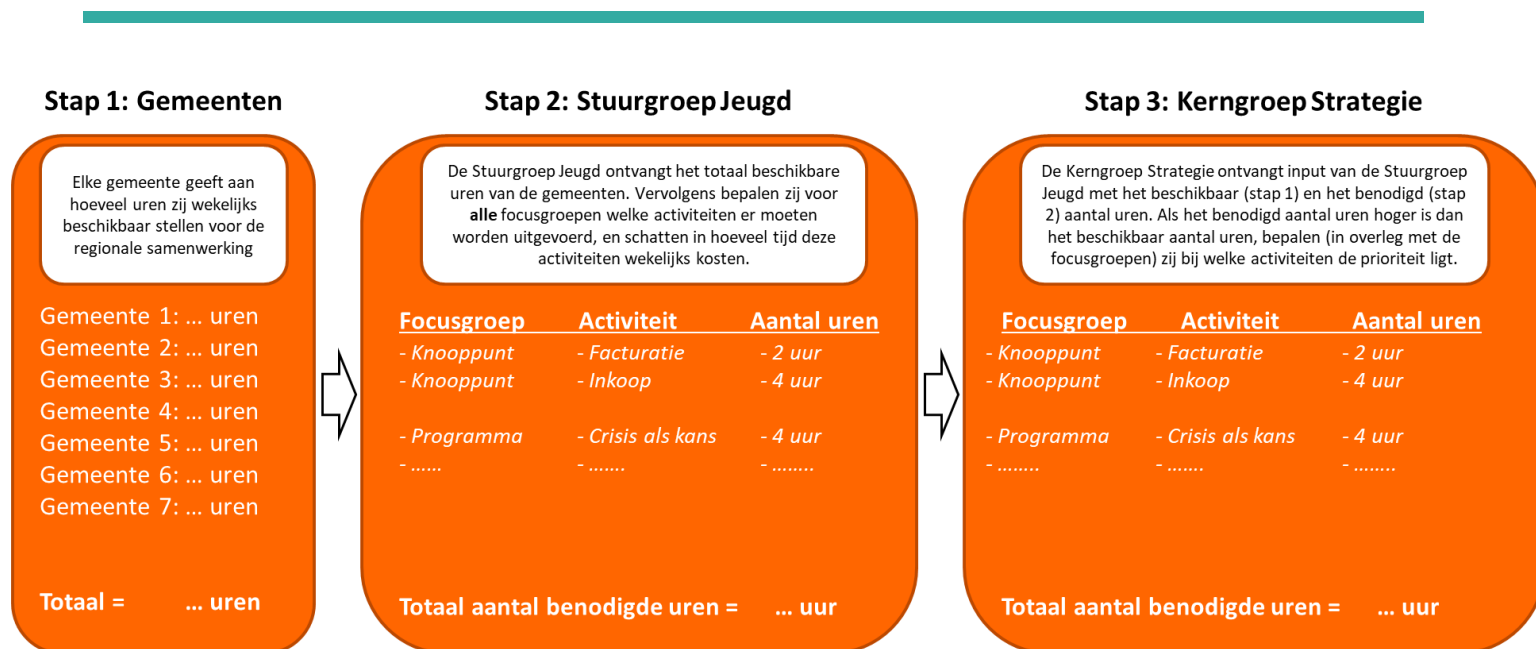 Stap 1: Gemeenten
Elke gemeente geeft aan
hoeveel uren zij wekelijks
beschikbaar stellen voor de
regionale samenwerking
Gemeente 1: ... uren
Gemeente 2: ... uren
Gemeente 3: ... uren
Gemeente 4: ... uren
Gemeente 5: ... uren
Gemeente 6: ... uren
Gemeente 7: ... uren
Totaal = ... uren
Stap 2: Stuurgroep Jeugd
De Stuurgroep Jeugd ontvangt het totaal beschikbare
uren van de gemeenten. Vervolgens bepalen zij voor
alle focusgroepen welke activiteiten er moeten
worden uitgevoerd, en schatten in hoeveel tijd deze
activiteiten wekelijks kosten.
Focusgroep Activiteit Aantal uren
- Knooppunt - Facturatie - 2 uur
- Knooppunt - Inkoop - 4 uur
- Programma - Crisis als kans - 4 uur
- ...... - ....... - ........
Totaal aantal benodigde uren = ... uur
Stap 3: Kerngroep Strategie
De Kerngroep Strategie ontvangt input van de Stuurgroep
Jeugd met het beschikbaar (stap 1) en het benodigd (stap
2) aantal uren. Als het benodigd aantal uren hoger is dan
het beschikbaar aantal uren, bepalen (in overleg met de
focusgroepen) zij bij welke activiteiten de prioriteit ligt.
Focusgroep Activiteit Aantal uren
- Knooppunt - Facturatie - 2 uur
- Knooppunt - Inkoop - 4 uur
- Programma - Crisis als kans - 4 uur
- ........ - ....... - ........
Totaal aantal benodigde uren = ... uur